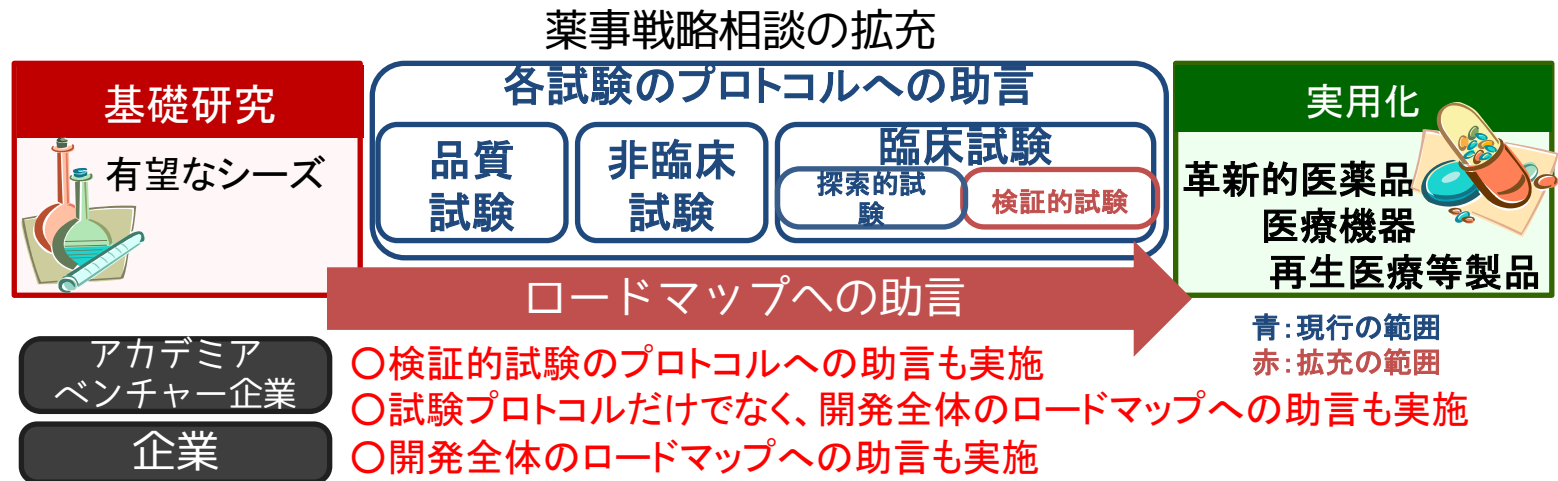 薬事戦略相談の拡充
基礎研究
有望なシーズ
各試験のプロトコルへの助言
品質
試験
非臨床
試験
臨床試験
探索的試
験
検証的試験
実用化
革新的医薬品
医療機器
再生医療等製品
ロードマップへの助言
青:現行の範囲
赤:拡充の範囲
アカデミア
ベンチャー企業
○検証的試験のプロトコルへの助言も実施
○試験プロトコルだけでなく、開発全体のロードマップへの助言も実施
企業
○開発全体のロードマップへの助言も実施